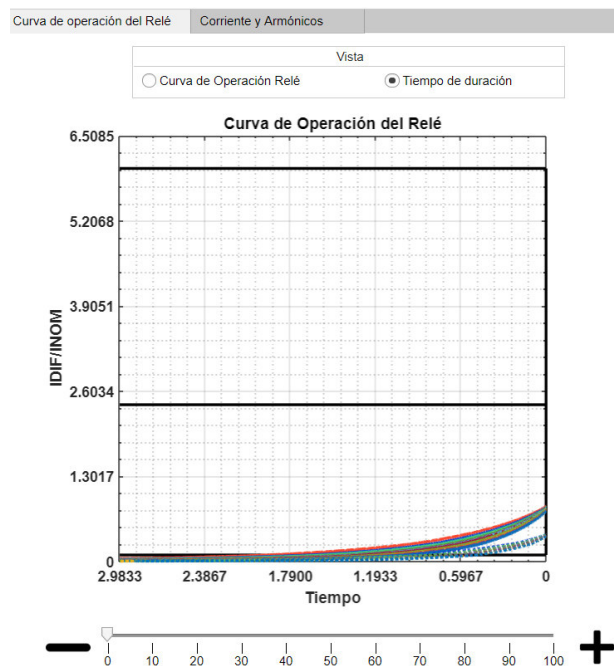 Curva de operación del Relé Corriente y Armónicos
Vista
Curva de Operación Relé Tiempo de duración
Curva de Operación del Relé
6.5085
5.2068
3.9051
2.6034
1.3017
0
IDIF/INOM
2.9833 2.3867 1.7900 1.1933 0.5967 0
Tiempo
0 10 20 30 40 50 60 70 80 90 100